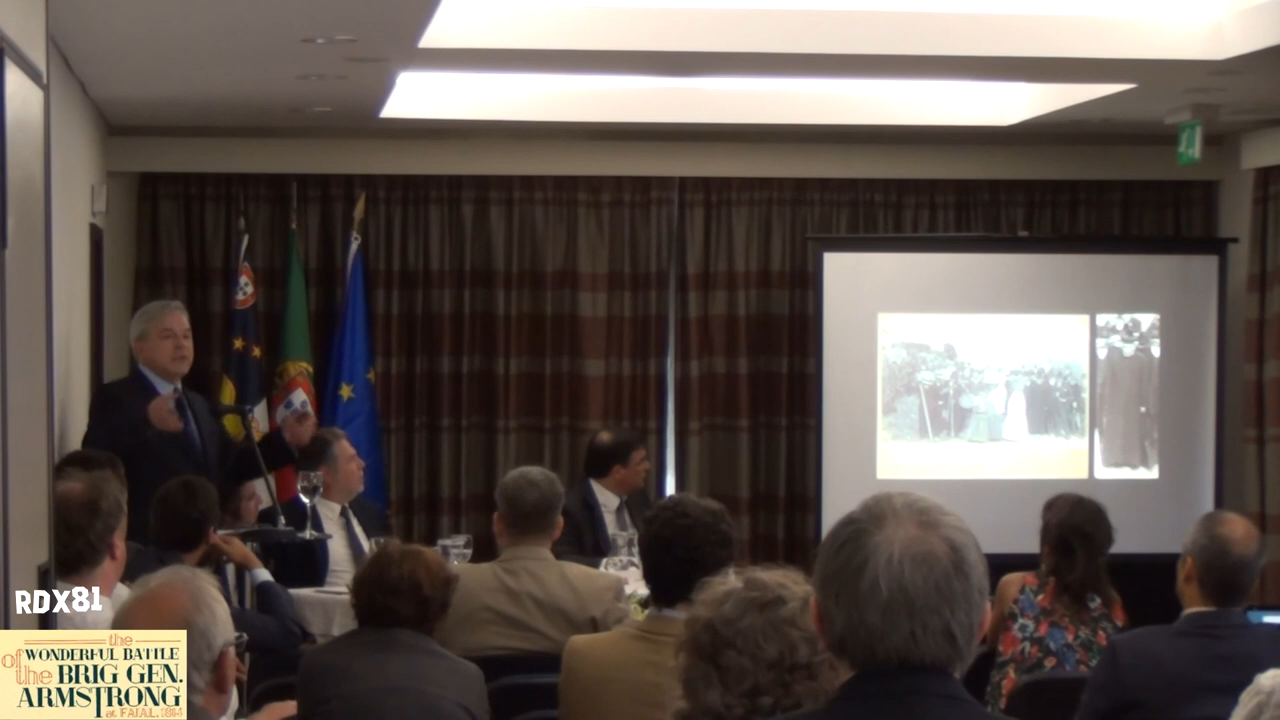 RDX81
the
WONDERFUL BATTLE
of the BRIG GEN.
ARMSTRONG
at FAIAL. 1814